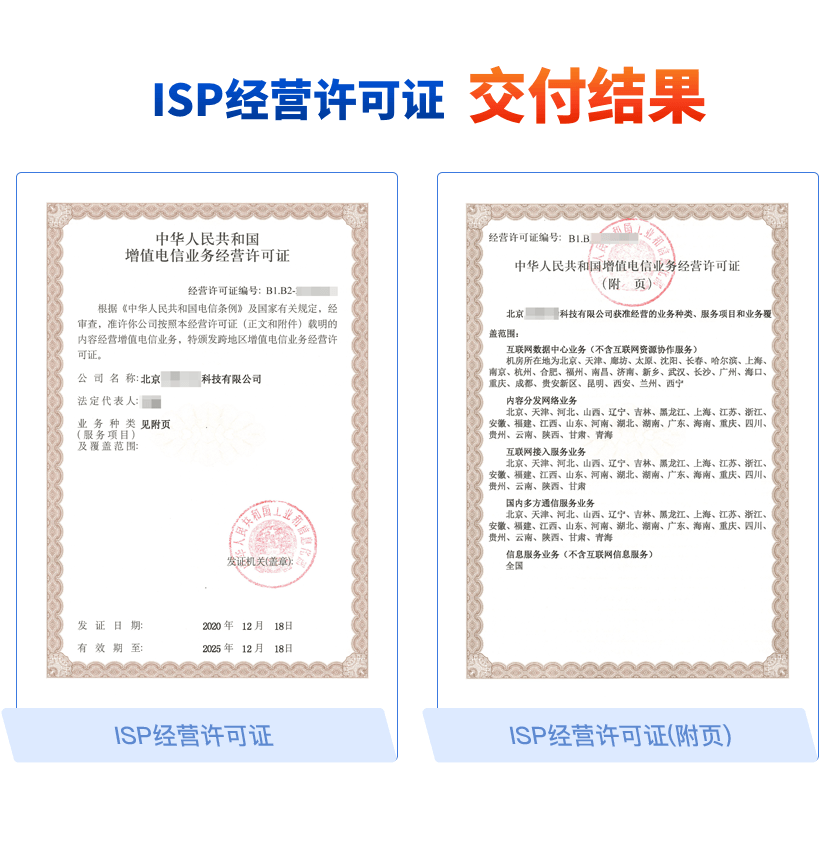 ISP经营许可证 交付结果
中华人民共和国
增值电信业务经营许可证
经营许可证编号: B1.B2-
根据《中华人民共和国电信条例》及国家有关规定，经
审查，准许你公司按照本经营许可证（正文和附件）载明的
内容经营增值电信业务，特颁发跨地区增值电信业务经营许
可证。
公司名称: 北京 科技有限公司
法定代表人:
业务种类 见附页
(服务项目)
及覆盖范围:
发证机关(盖章):
发证日期: 2020 年 12 月 18日
有效期至: 2025 年 12 月 18日
ISP经营许可证
经营许可证编号: B1.B
中华人民共和国增值电信业务经营许可证
（附 页）
北京 科技有限公司获准经营的业务种类、服务项目和业务覆
盖范围：
互联网数据中心业务（不含互联网资源协作服务）
机房所在地为北京、天津、廊坊、太原、沈阳、长春、哈尔滨、上海、
南京、杭州、合肥、福州、南昌、济南、新乡、武汉、长沙、广州、海口、
重庆、成都、贵安新区、昆明、西安、兰州、西宁
内容分发网络业务
北京、天津、河北、山西、辽宁、吉林、黑龙江、上海、江苏、浙江、
安徽、福建、江西、山东、河南、湖北、湖南、广东、海南、重庆、四川、
贵州、云南、陕西、甘肃、青海
互联网接入服务业务
北京、天津、河北、山西、辽宁、吉林、黑龙江、上海、江苏、浙江、
安徽、福建、江西、山东、河南、湖北、湖南、广东、海南、重庆、四川、
贵州、云南、陕西、甘肃
国内多方通信服务业务
北京、天津、河北、山西、辽宁、吉林、黑龙江、上海、江苏、浙江、
安徽、福建、江西、山东、河南、湖北、湖南、广东、海南、重庆、四川、
贵州、云南、陕西、甘肃、青海
信息服务业务（不含互联网信息服务）
全国
ISP经营许可证(附页)